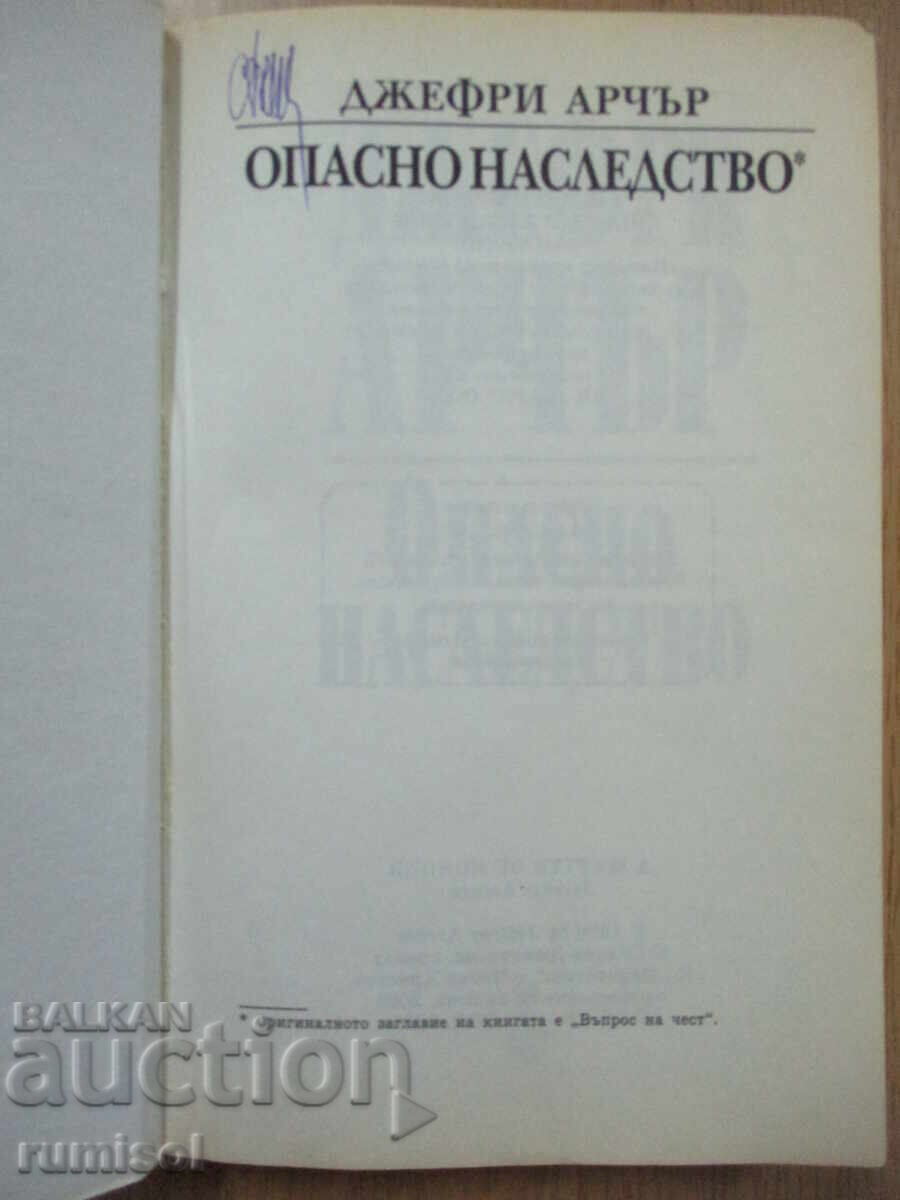 ДЖЕФРИ АРЧЪР
ОПАСНО НАСЛЕДСТВО*
* Оригиналното заглавие на книгата е „Въпрос на чест“.
BALKAN
auction
rumisol